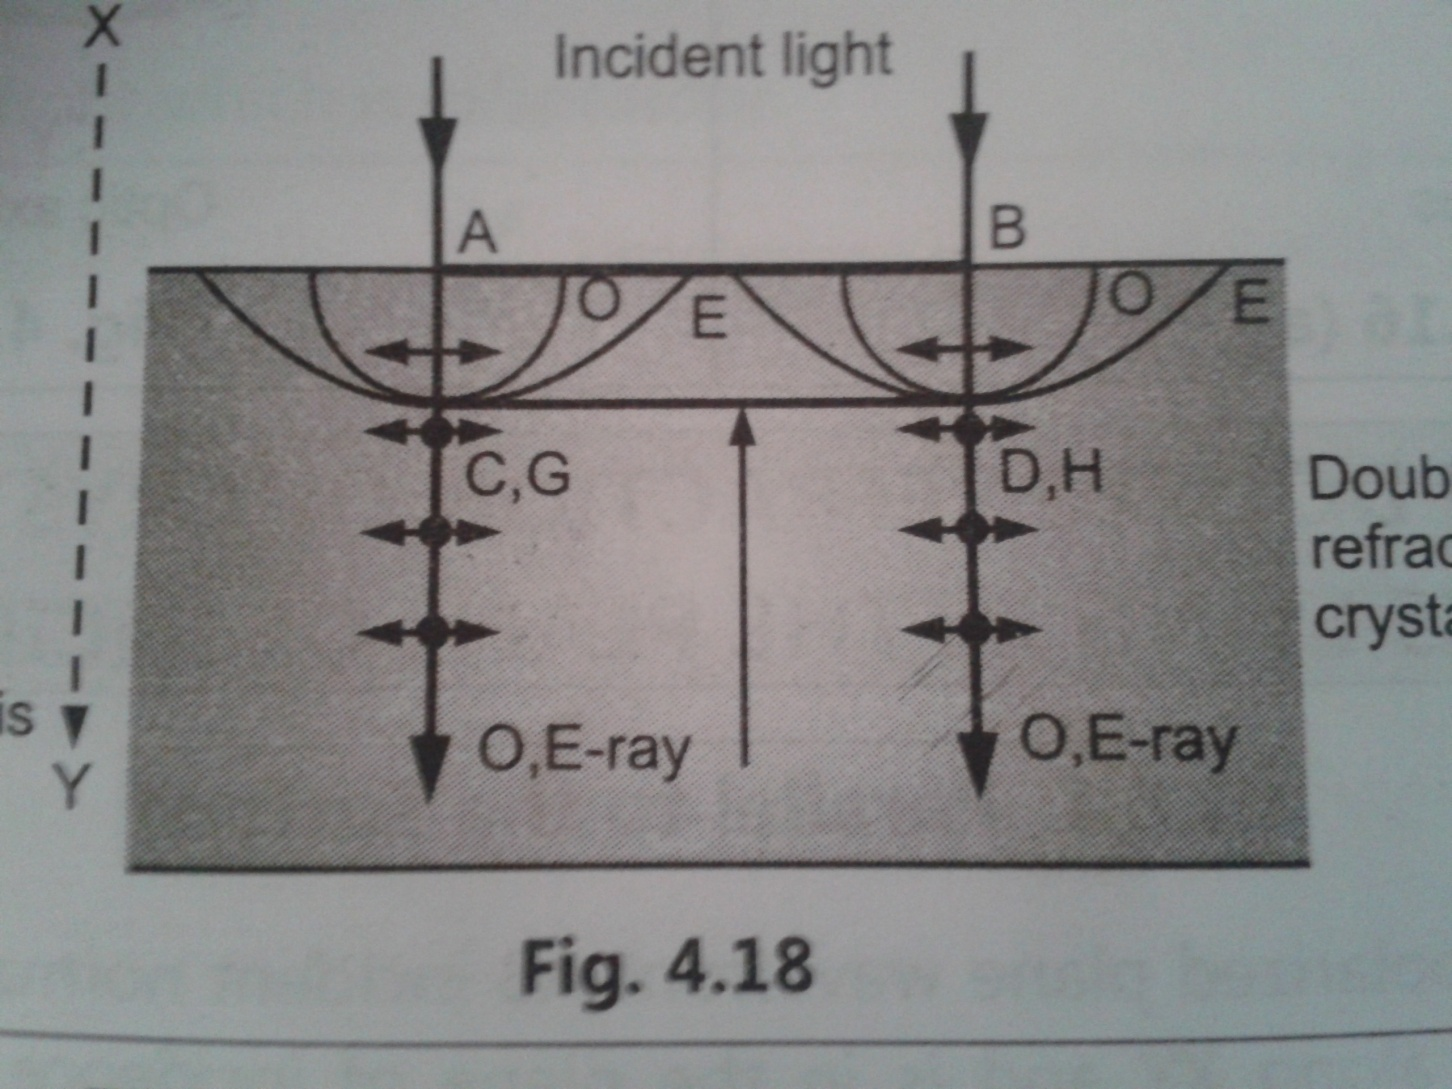 X
Incident light
A
B
O
E
O
E
C,G
D,H
Doub
refrac
crysta
is
Y
O,E-ray
O,E-ray
Fig. 4.18